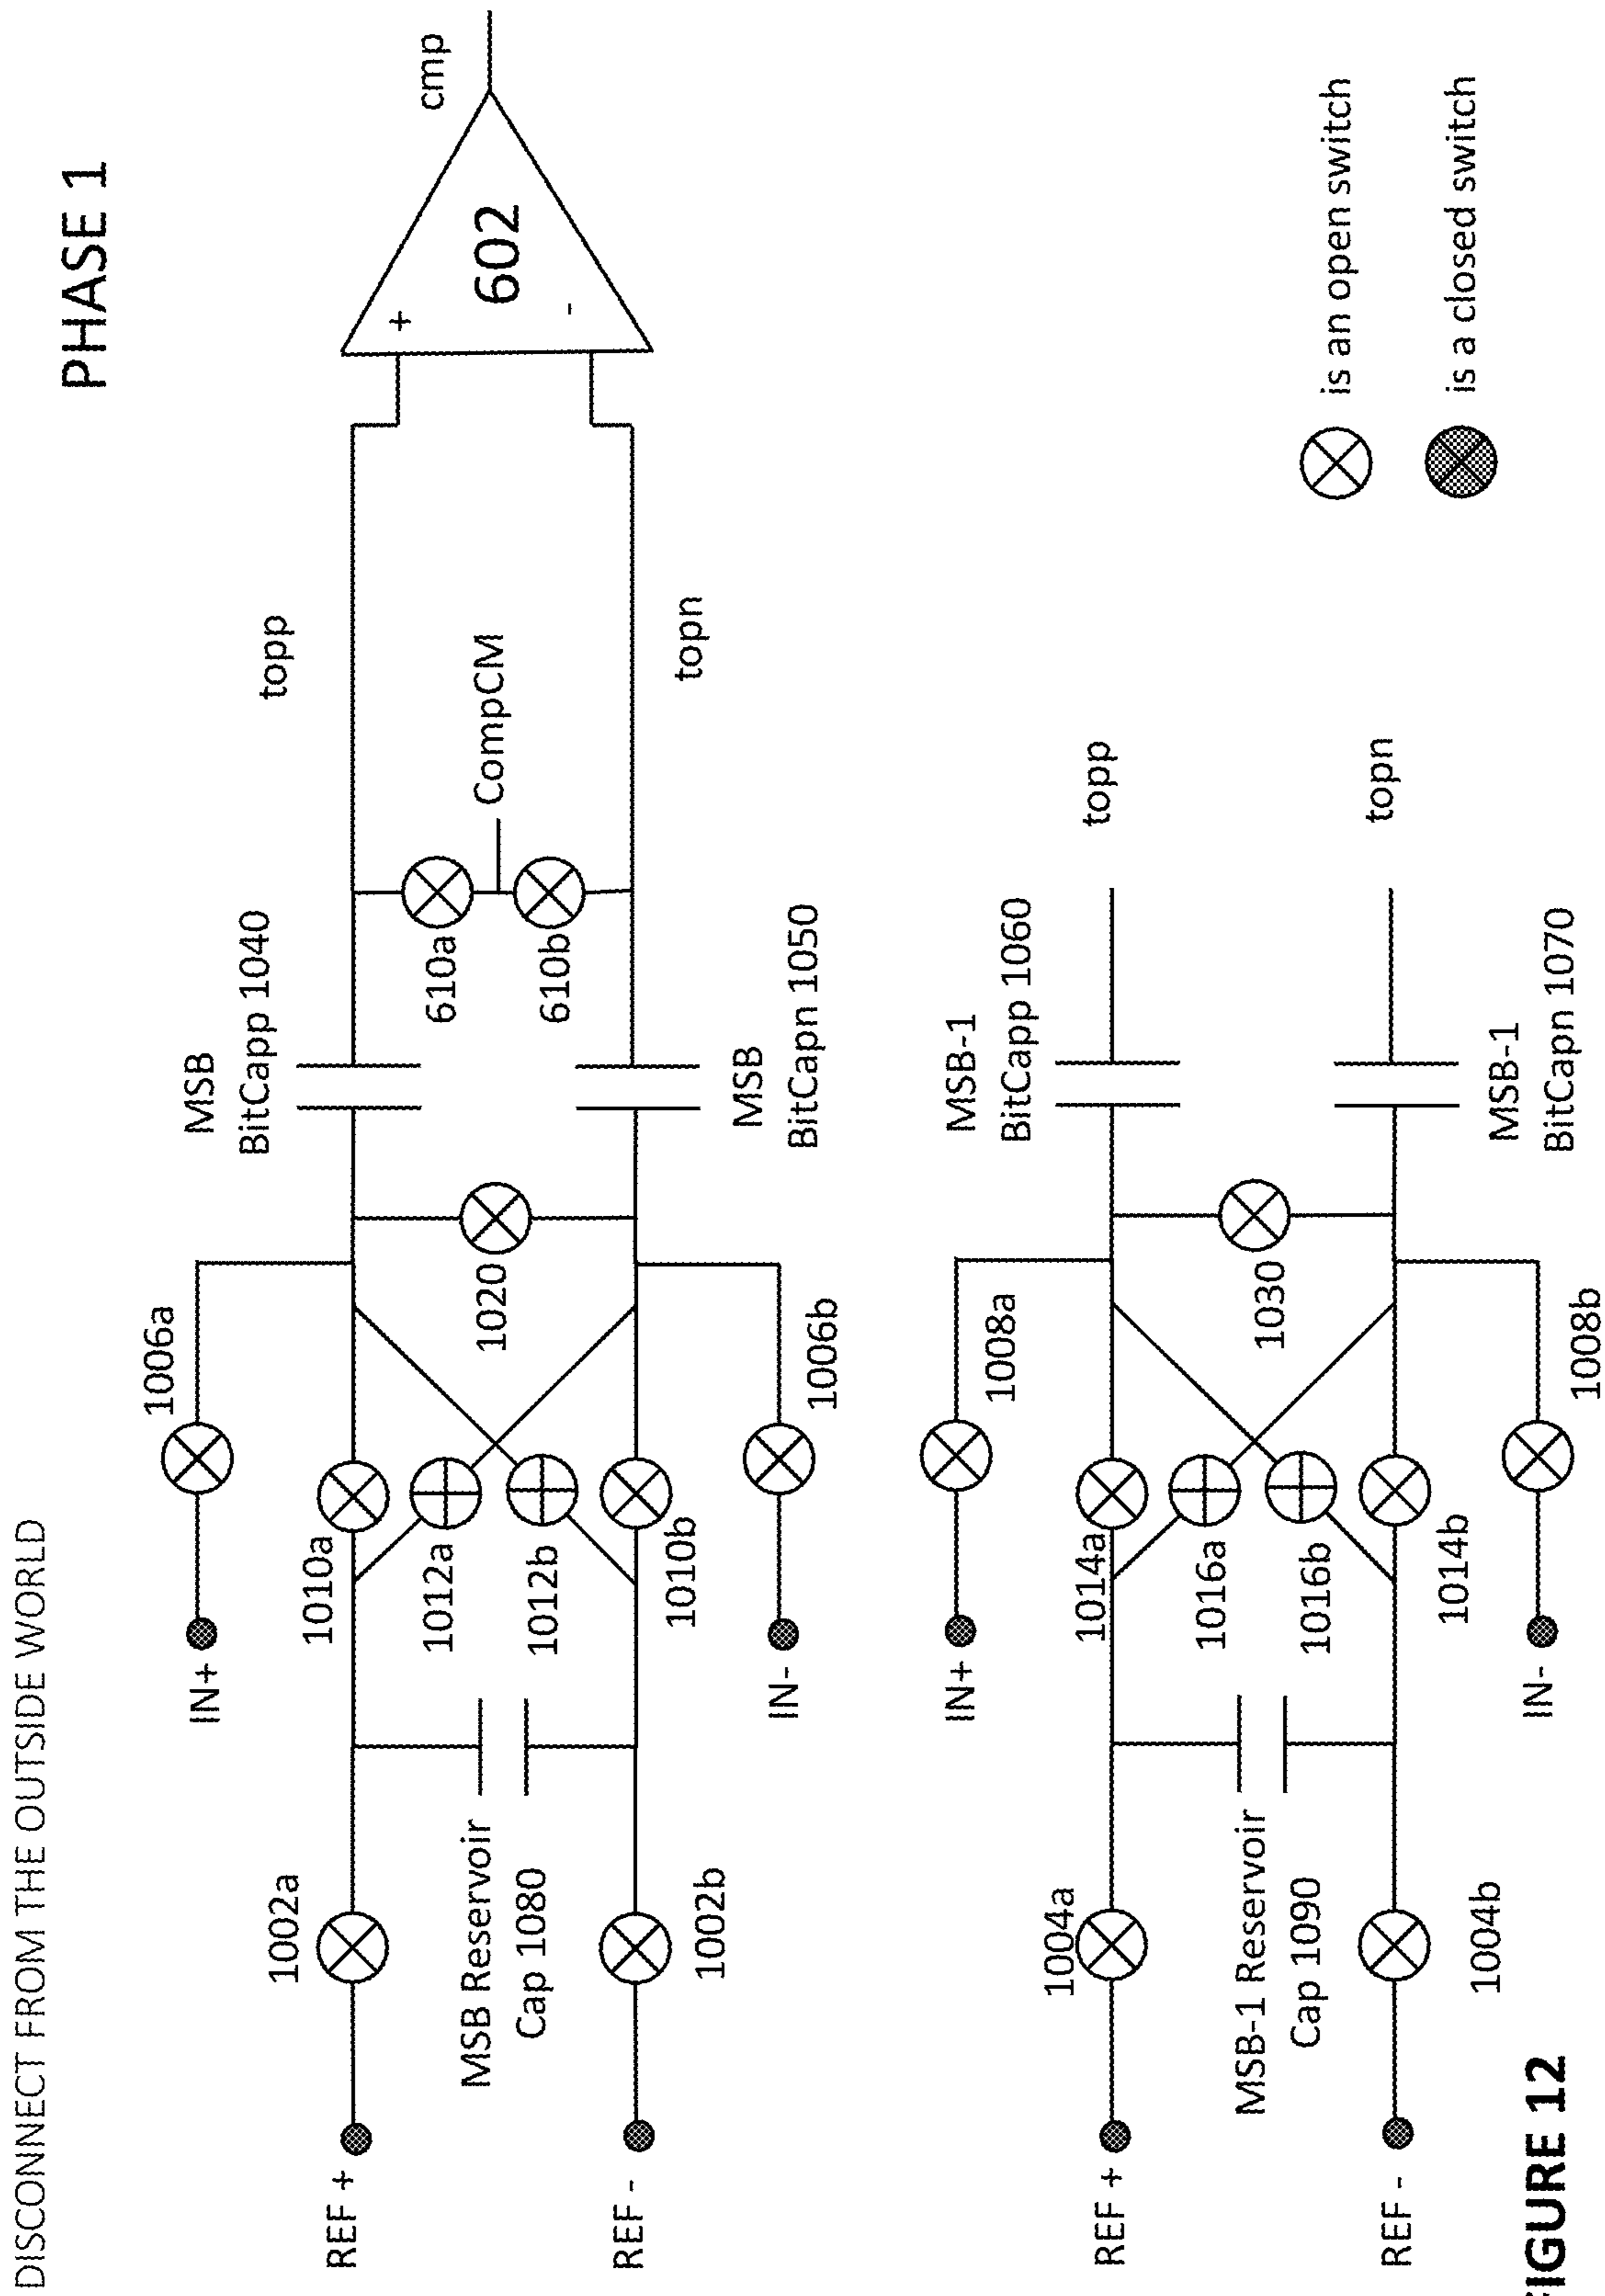 DISCONNECT FROM THE OUTSIDE WORLD
PHASE 1
1006a
IN+
MSB
BitCapp 1040
topp
cmp
1002a
1010a
REF +
610a
+
MSB Reservoir
Cap 1080
1012a
1012b
1020
CompCM
602
610b
-
REF -
1002b
1010b
topn
MSB
BitCapn 1050
IN-
1006b
IN+
1008a
MSB-1
BitCapp 1060
1004a
1014a
topp
REF +
MSB-1 Reservoir
Cap 1090
1016a
1016b
1030
is an open switch
REF -
1004b
1014b
topn
is a closed switch
MSB-1
BitCapn 1070
IN-
1008b
FIGURE 12